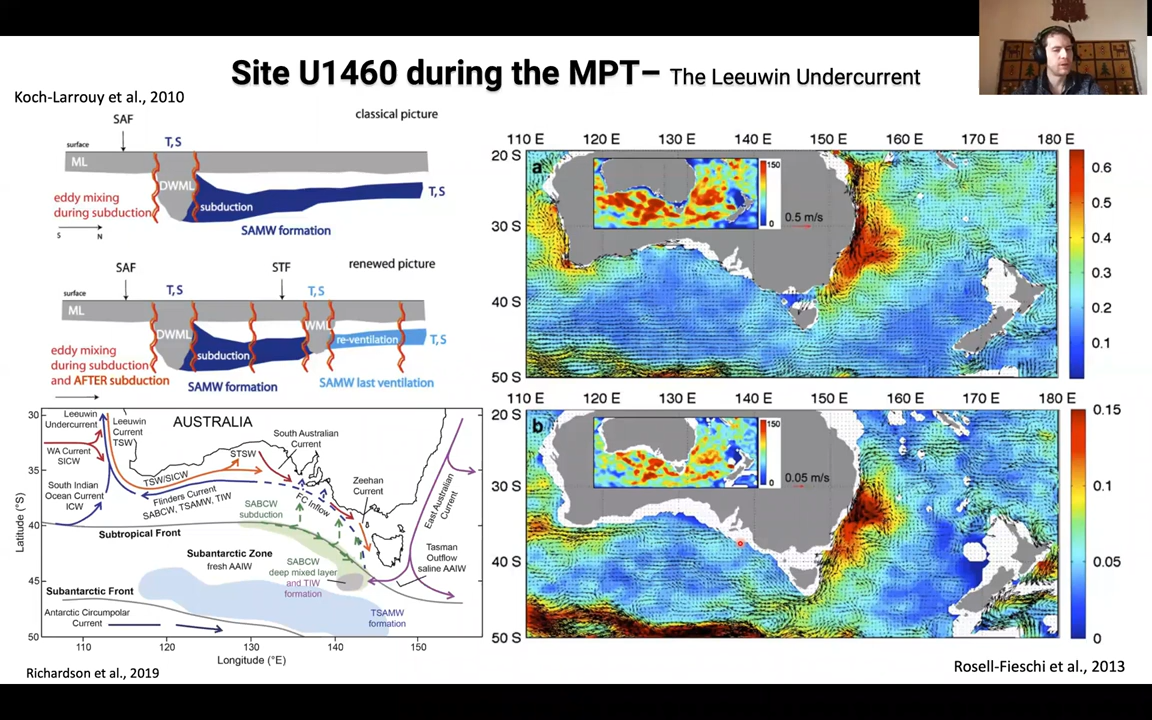 Site U1460 during the MPT– The Leeuwin Undercurrent
Koch-Larrouy et al., 2010
classical picture
SAF
T, S
surface
ML
DWML
T, S
eddy mixing
during subduction
subduction
S
N
SAMW formation
SAF
STF
renewed picture
surface
T, S
T, S
ML
DWML
WML
re-ventilation
T, S
eddy mixing
during subduction
and AFTER subduction
subduction
SAMW formation
SAMW last ventilation
30
35
40
45
50
Latitude (°S)
Leeuwin
Undercurrent
Leeuwin
Current
TSW
WA Current
SICW
South Indian
Ocean Current
ICW
AUSTRALIA
South Australian
Current
STSW
TSW/SICW
Flinders Current
SABCW, TSAMW, TIW
FC Inflow
Zeehan
Current
East Australian
Current
SABCW
subduction
Subtropical Front
Subantarctic Zone
fresh AAIW
SABCW
deep mixed layer
and TIW
formation
Tasman
Outflow
saline AAIW
Subantarctic Front
Antarctic Circumpolar
Current
TSAMW
formation
110
120
130
140
150
Longitude (°E)
Richardson et al., 2019
110 E 120 E 130 E 140 E 150 E 160 E 170 E 180 E
20 S
30 S
40 S
50 S
a
150
0
0.5 m/s
0.6
0.5
0.4
0.3
0.2
0.1
110 E 120 E 130 E 140 E 150 E 160 E 170 E 180 E
20 S
30 S
40 S
50 S
b
150
0
0.05 m/s
0.15
0.1
0.05
0
Rosell-Fieschi et al., 2013